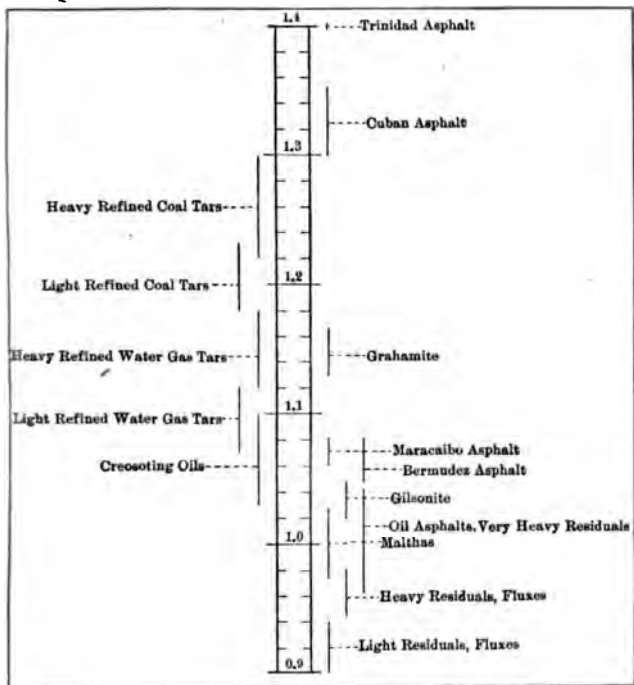 1.4
Trinidad Asphalt
Cuban Asphalt
1.3
Heavy Refined Coal Tars
1.2
Light Refined Coal Tars
Heavy Refined Water Gas Tars
Grahamite
1.1
Light Refined Water Gas Tars
Maracaibo Asphalt
Creosoting Oils
Bermudez Asphalt
Gilsonite
Oil Asphalts, Very Heavy Residuals
1.0
Malthas
Heavy Residuals, Fluxes
Light Residuals, Fluxes
0.9